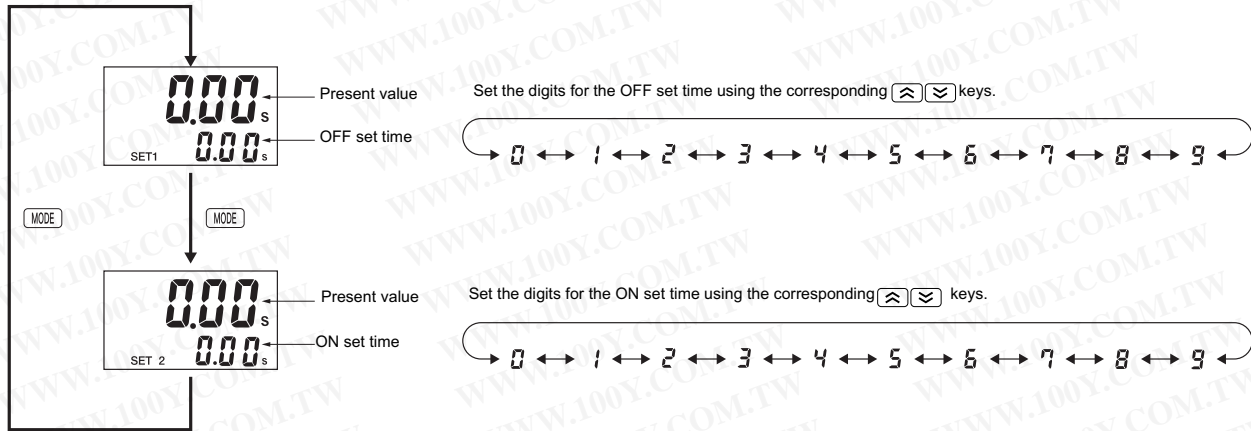 0.00 s
Present value
0.00 s
OFF set time
SET1
Set the digits for the OFF set time using the corresponding keys.
0 1 2 3 4 5 6 7 8 9
MODE
MODE
0.00 s
Present value
0.00 s
ON set time
SET 2
Set the digits for the ON set time using the corresponding keys.
0 1 2 3 4 5 6 7 8 9
WWW.100Y.COM.TW